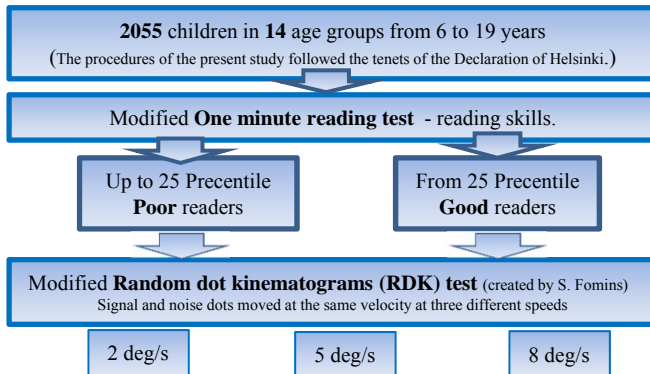 2055 children in 14 age groups from 6 to 19 years
(The procedures of the present study followed the tenets of the Declaration of Helsinki.)
Modified One minute reading test - reading skills.
Up to 25 Precentile
Poor readers
From 25 Precentile
Good readers
Modified Random dot kinematograms (RDK) test (created by S. Fomins)
Signal and noise dots moved at the same velocity at three different speeds
2 deg/s
5 deg/s
8 deg/s